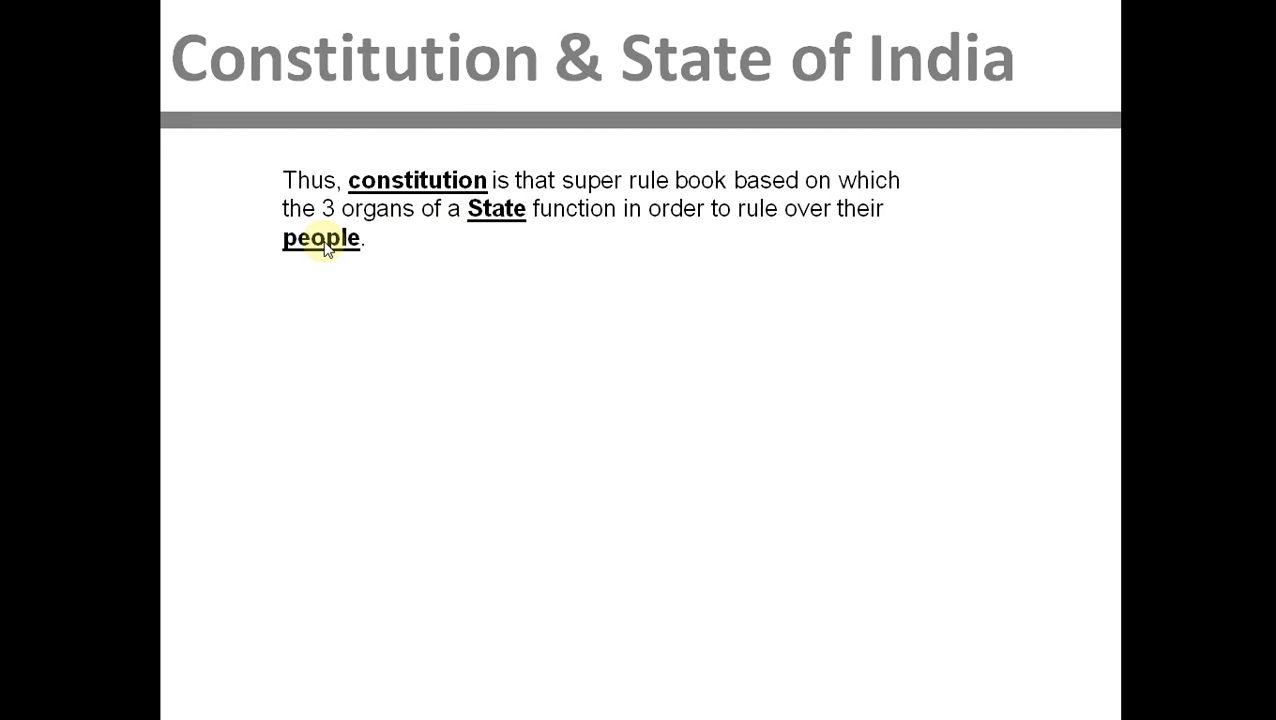 Constitution & State of India
Thus, constitution is that super rule book based on which
the 3 organs of a State function in order to rule over their
people.